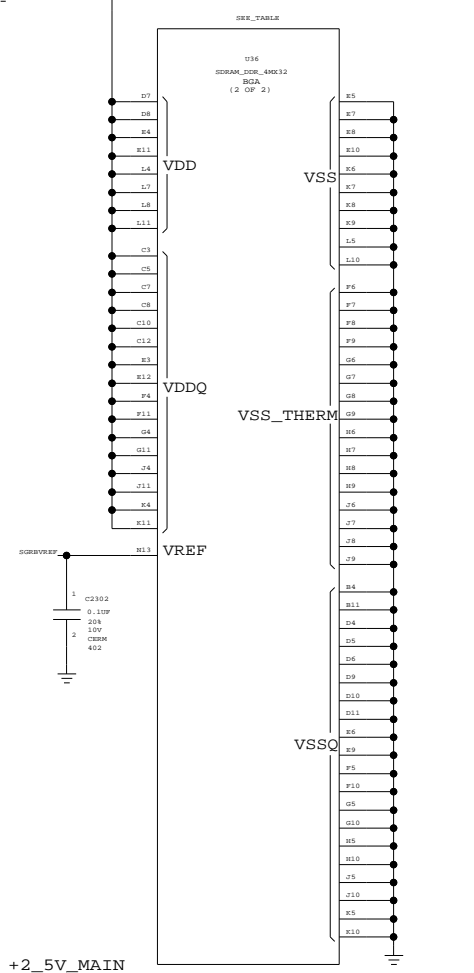 SEE_TABLE
U36
SDRAM_DDR_4MX32
BGA
(2 OF 2)
D7
D8
E4
E11
L4
L7
L8
L11
VDD
C3
C5
C7
C8
C10
C12
E3
E12
F4
F11
G4
G11
J4
J11
K4
K11
VDDQ
SGRBVREF
N13
VREF
1
2
C2302
0.1UF
20%
10V
CERM
402
E5
E7
E8
E10
K6
K7
K8
K9
L5
L10
VSS
F6
F7
F8
F9
G6
G7
G8
G9
H6
H7
H8
H9
J6
J7
J8
J9
VSS_THERM
B4
B11
D4
D5
D6
D9
D10
D11
E6
E9
F5
F10
G5
G10
H5
H10
J5
J10
K5
K10
VSSQ
+2_5V_MAIN